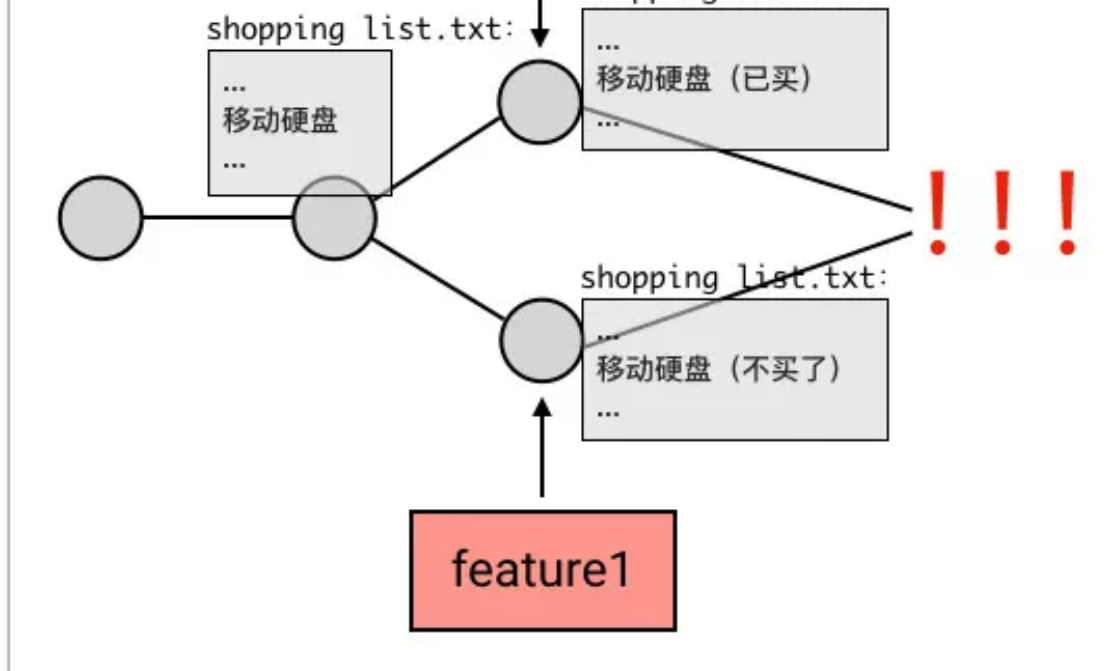 shopping list.txt:
...
移动硬盘
...
...
移动硬盘（已买）
...
！！！
shopping list.txt:
...
移动硬盘（不买了）
...
feature1